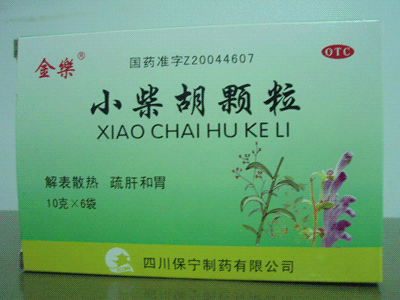 金樂®
国药准字Z20044607
OTC
小柴胡颗粒
XIAO CHAI HU KE LI
解表散热 疏肝和胃
10克×6袋
四川保宁制药有限公司